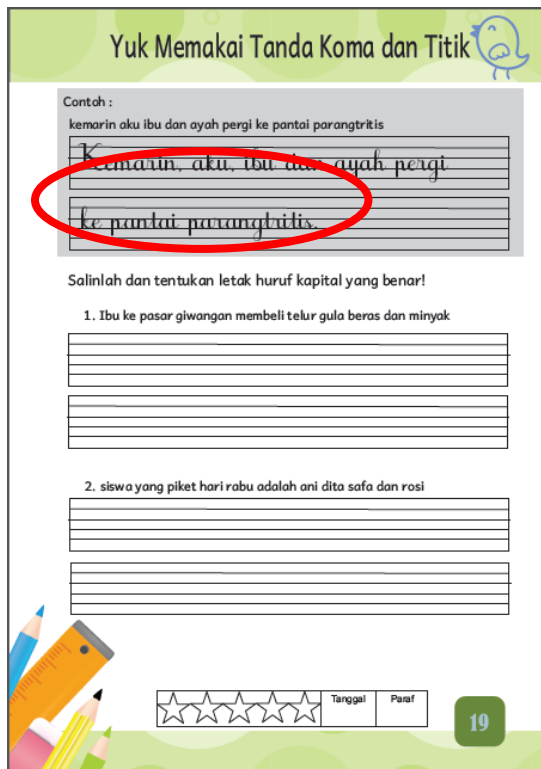 Yuk Memakai Tanda Koma dan Titik
Contoh :
kemarin aku ibu dan ayah pergi ke pantai parangtritis
Kemarin, aku, ibu dan ayah pergi
ke pantai parangtritis.
Salinlah dan tentukan letak huruf kapital yang benar!
1. Ibu ke pasar giwangan membeli telur gula beras dan minyak
2. siswa yang piket hari rabu adalah ani dita safa dan rosi
Tanggal Paraf
19